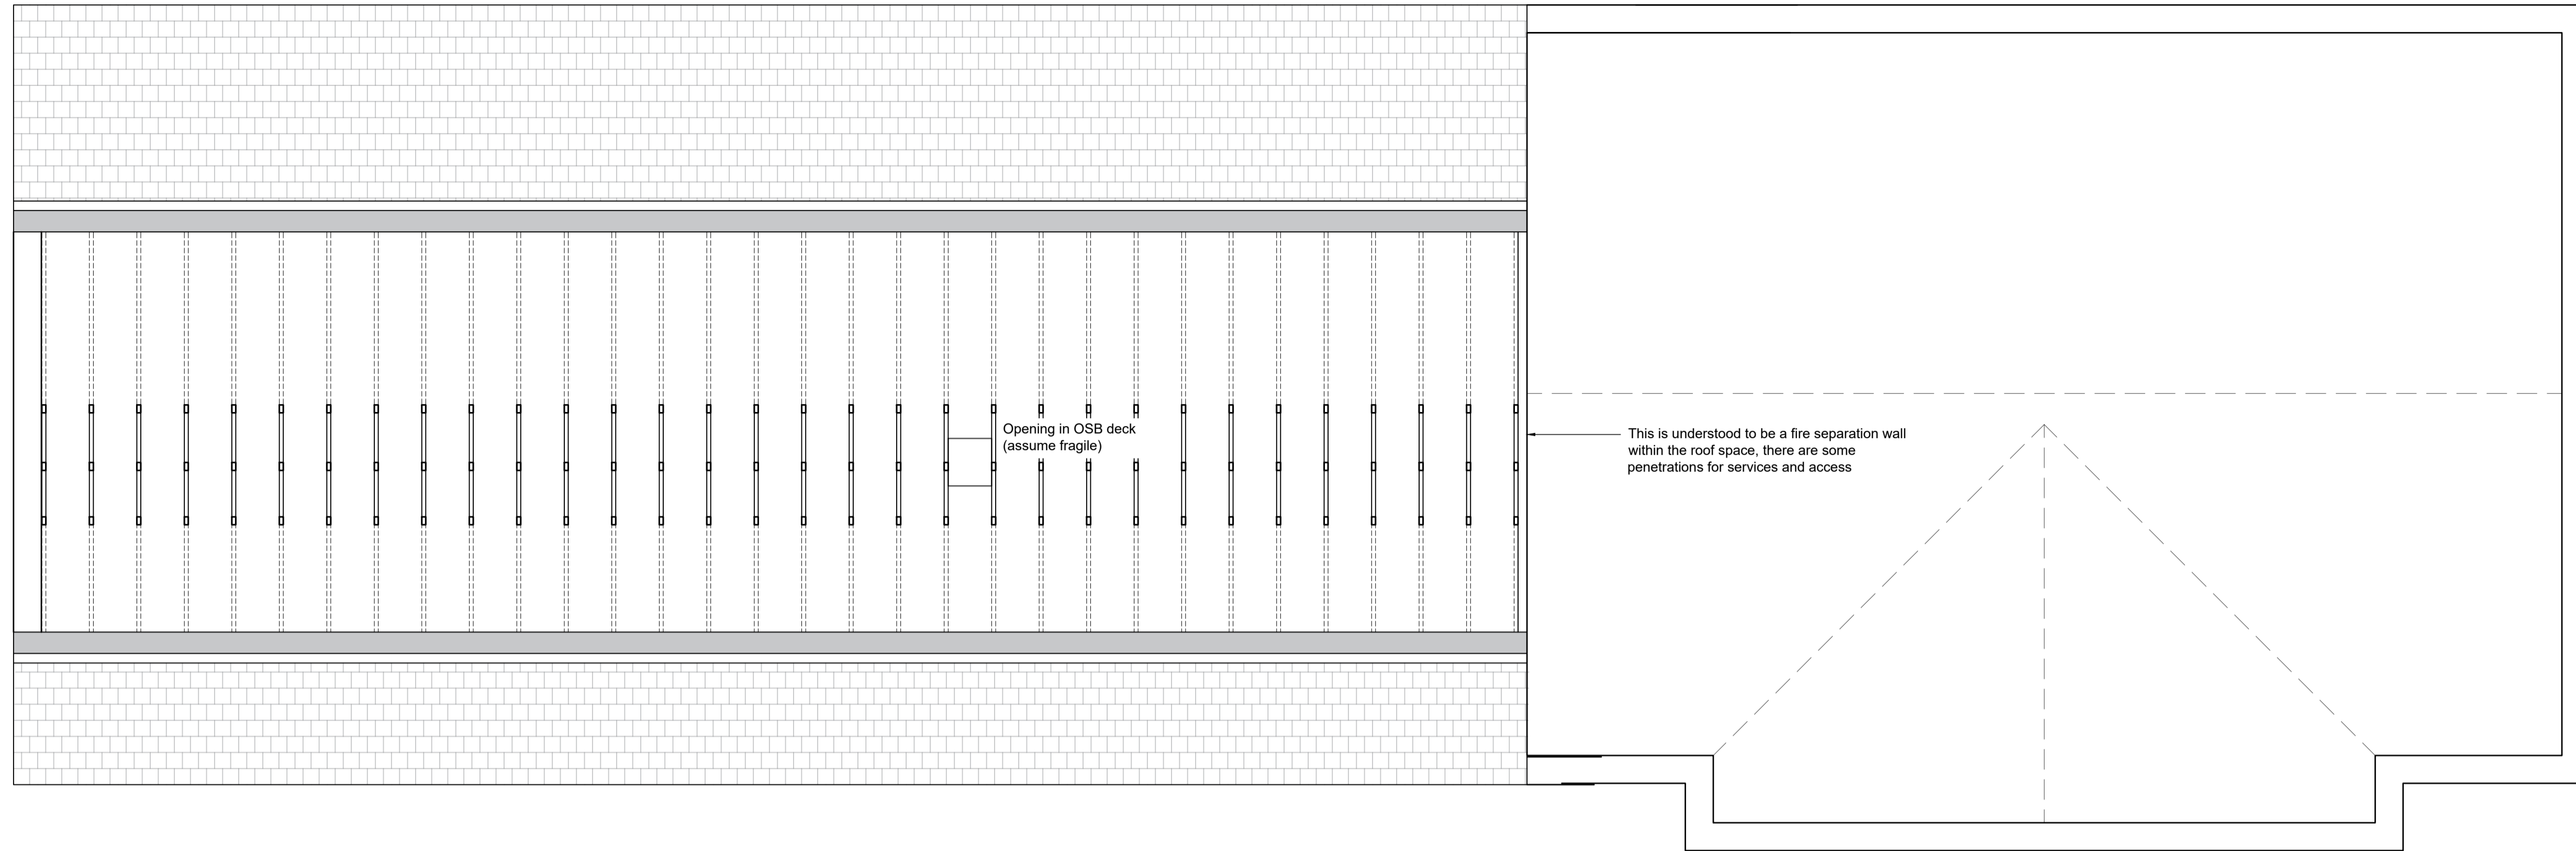 Opening in OSB deck
(assume fragile)
This is understood to be a fire separation wall
within the roof space, there are some
penetrations for services and access